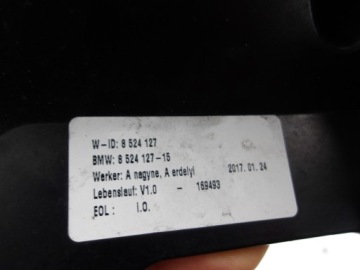 W-ID: 8 524 127
BMW: 8 524 127-15
Werker: A nagyne, A erdelyi 2017. 01. 24
Lebenslauf: V1.0 - 159493
EOL : I.O.